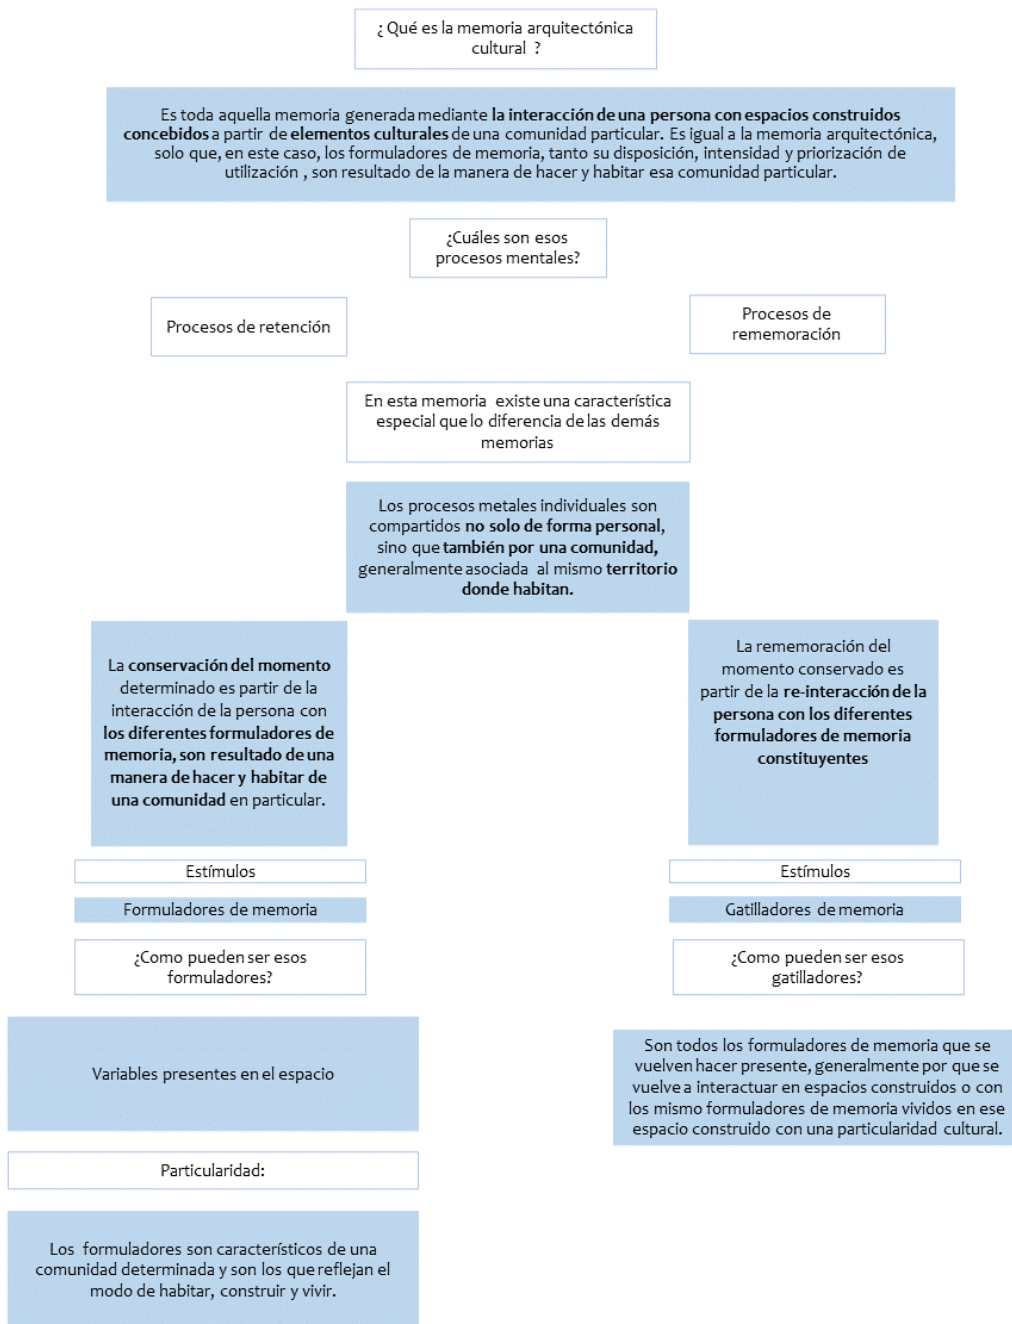 ¿ Qué es la memoria arquitectónica
cultural ?
Es toda aquella memoria generada mediante la interacción de una persona con espacios construidos
concebidos a partir de elementos culturales de una comunidad particular. Es igual a la memoria arquitectónica,
solo que, en este caso, los formuladores de memoria, tanto su disposición, intensidad y priorización de
utilización , son resultado de la manera de hacer y habitar esa comunidad particular.
¿Cuáles son esos
procesos mentales?
Procesos de retención
Procesos de
rememoración
En esta memoria existe una característica
especial que lo diferencia de las demás
memorias
Los procesos metales individuales son
compartidos no solo de forma personal,
sino que también por una comunidad,
generalmente asociada al mismo territorio
donde habitan.
La conservación del momento
determinado es partir de la
interacción de la persona con
los diferentes formuladores de
memoria, son resultado de una
manera de hacer y habitar de
una comunidad en particular.
La rememoración del
momento conservado es
partir de la re-interacción de la
persona con los diferentes
formuladores de memoria
constituyentes
Estímulos
Formuladores de memoria
¿Como pueden ser esos
formuladores?
Estímulos
Gatilladores de memoria
¿Como pueden ser esos
gatilladores?
Variables presentes en el espacio
Son todos los formuladores de memoria que se
vuelven hacer presente, generalmente por que se
vuelve a interactuar en espacios construidos o con
los mismo formuladores de memoria vividos en ese
espacio construido con una particularidad cultural.
Particularidad:
Los formuladores son característicos de una
comunidad determinada y son los que reflejan el
modo de habitar, construir y vivir.